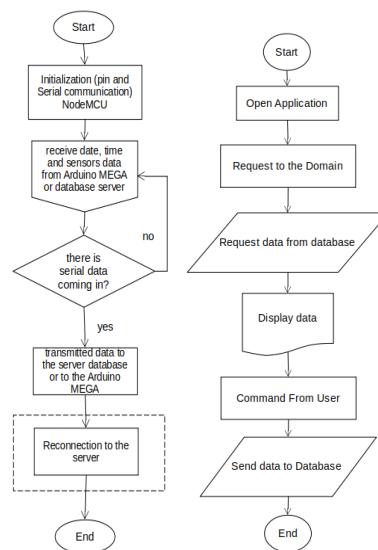 Start
Initialization (pin and
Serial communication)
NodeMCU
receive date, time
and sensors data
from Arduino MEGA
or database server
no
there is
serial data
coming in?
yes
transmitted data to
the server database
or to the Arduino
MEGA
Reconnection to the
server
End
Start
Open Application
Request to the Domain
Request data from database
Display data
Command From User
Send data to Database
End